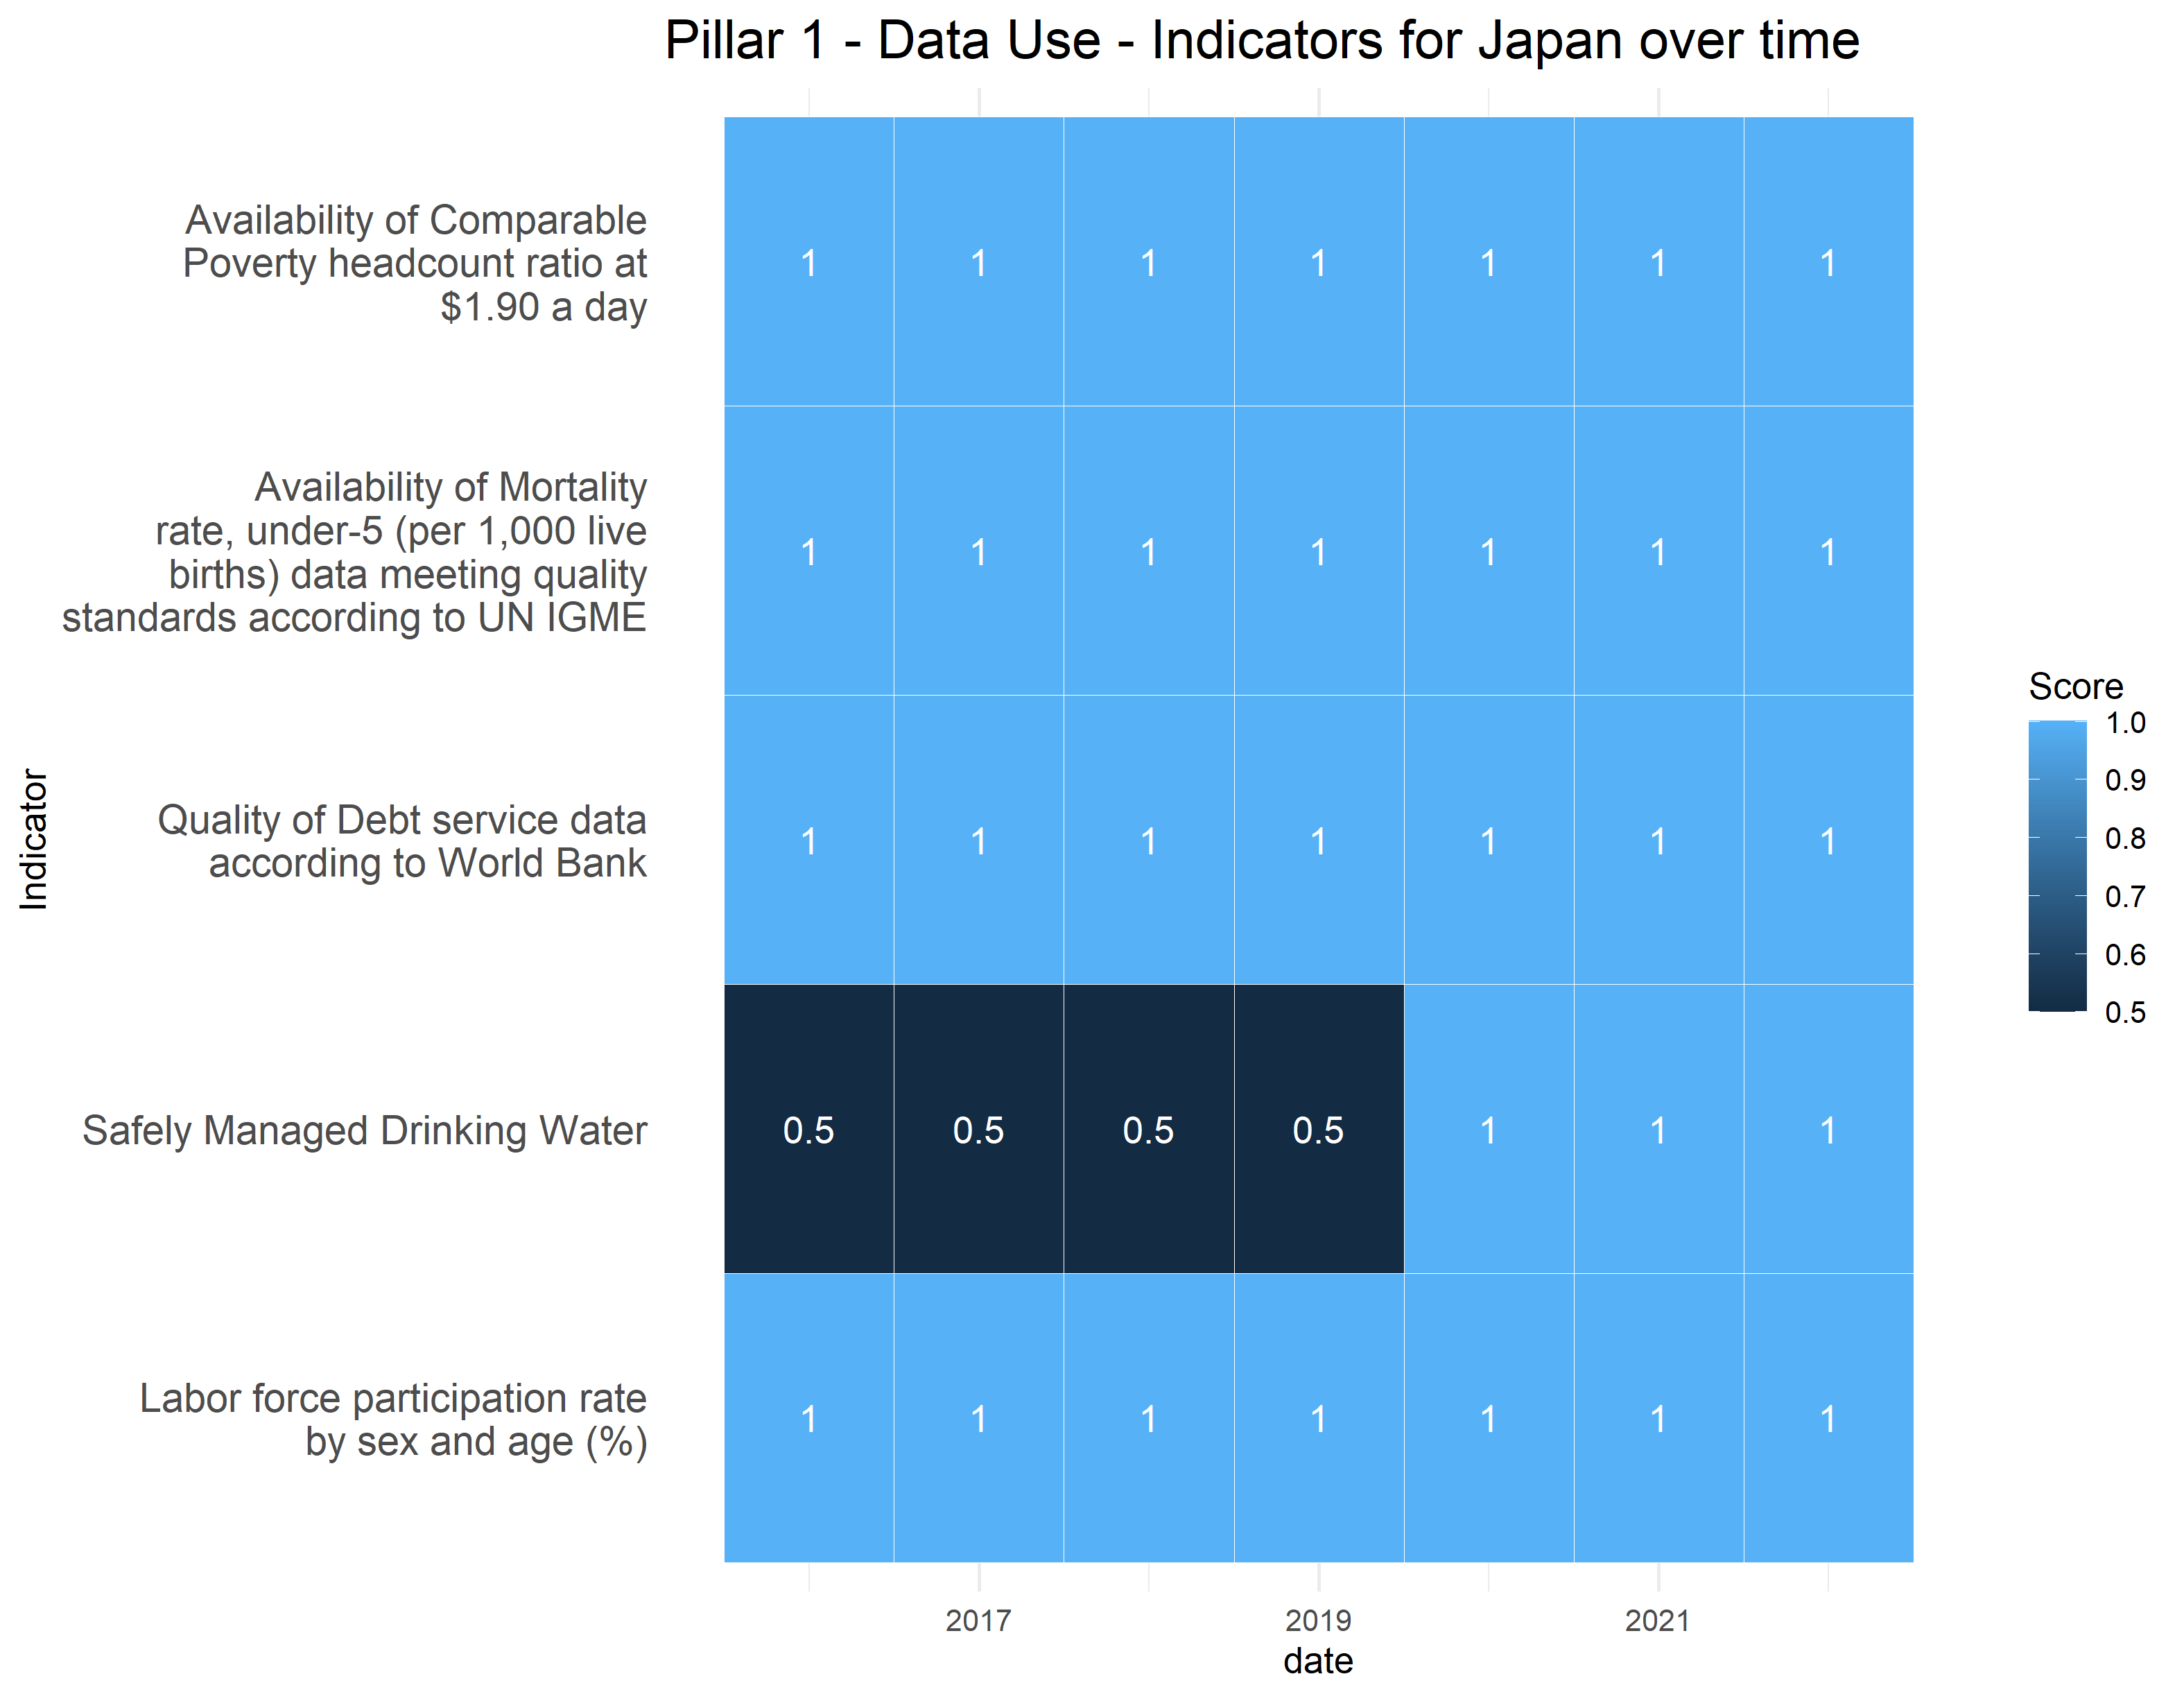 Pillar 1 - Data Use - Indicators for Japan over time
Indicator
Availability of Comparable
Poverty headcount ratio at
$1.90 a day
1 1 1 1 1 1 1
Availability of Mortality
rate, under-5 (per 1,000 live
births) data meeting quality
standards according to UN IGME
1 1 1 1 1 1 1
Quality of Debt service data
according to World Bank
1 1 1 1 1 1 1
Safely Managed Drinking Water
0.5 0.5 0.5 0.5 1 1 1
Labor force participation rate
by sex and age (%)
1 1 1 1 1 1 1
2017 2019 2021
date
Score
1.0
0.9
0.8
0.7
0.6
0.5